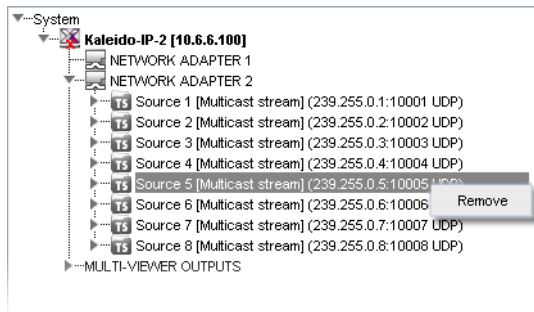 System
Kaleido-IP-2 [10.6.6.100]
NETWORK ADAPTER 1
NETWORK ADAPTER 2
TS Source 1 [Multicast stream] (239.255.0.1:10001 UDP)
TS Source 2 [Multicast stream] (239.255.0.2:10002 UDP)
TS Source 3 [Multicast stream] (239.255.0.3:10003 UDP)
TS Source 4 [Multicast stream] (239.255.0.4:10004 UDP)
TS Source 5 [Multicast stream] (239.255.0.5:10005 UDP)
TS Source 6 [Multicast stream] (239.255.0.6:10006
Remove
TS Source 7 [Multicast stream] (239.255.0.7:10007 UDP)
TS Source 8 [Multicast stream] (239.255.0.8:10008 UDP)
MULTI-VIEWER OUTPUTS